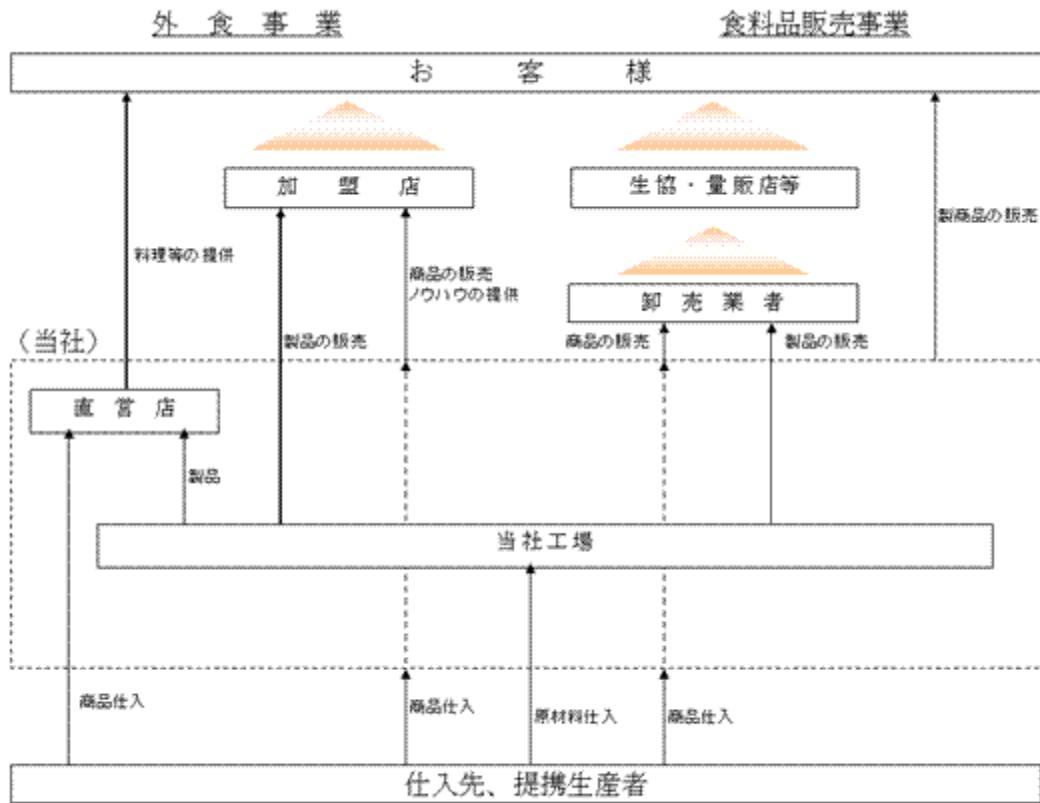 外食事業
食料品販売事業
お客様
加盟店
生協・量販店等
製商品の販売
料理等の提供
商品の販売
ノウハウの提供
卸売業者
（当社）
製品の販売
商品の販売
製品の販売
直営店
製品
当社工場
商品仕入
商品仕入
原材料仕入
商品仕入
仕入先、提携生産者